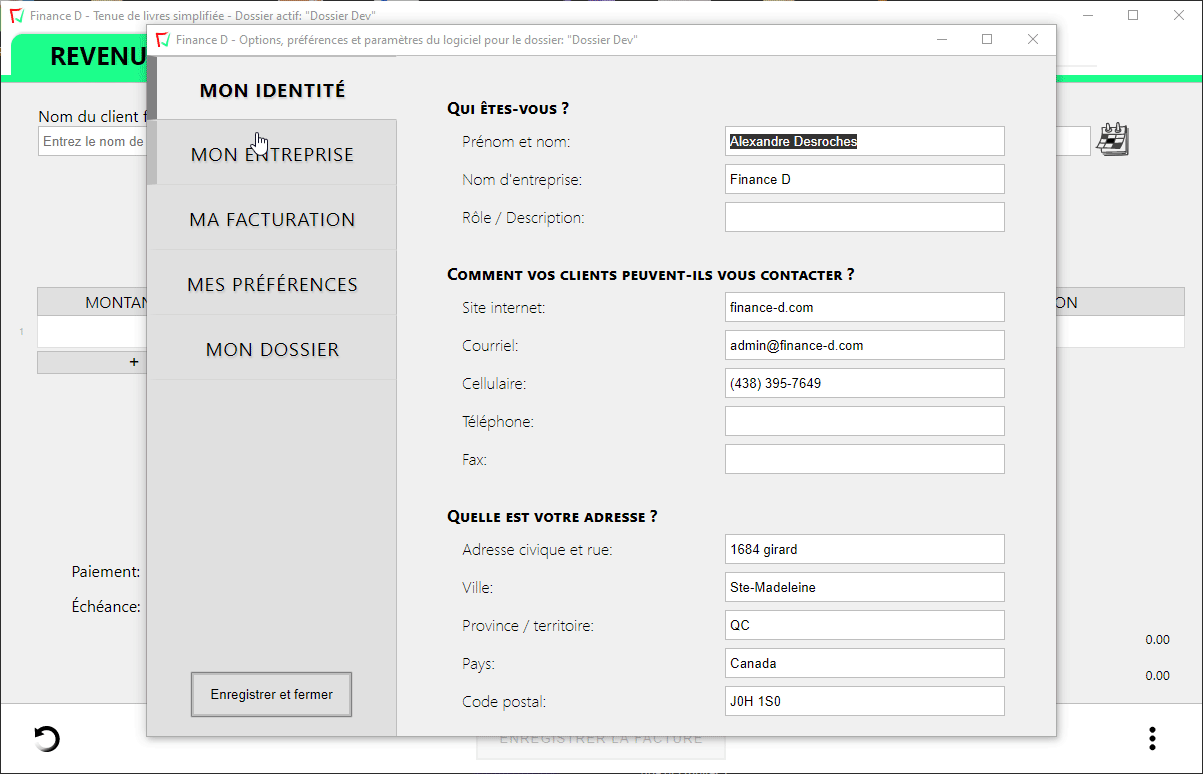 Finance D - Tenue de livres simplifiée - Dossier actif: "Dossier Dev"
Finance D - Options, préférences et paramètres du logiciel pour le dossier: "Dossier Dev"
REVENU
MON IDENTITÉ
MON ENTREPRISE
MA FACTURATION
MES PRÉFÉRENCES
MON DOSSIER
Enregistrer et fermer
Qui êtes-vous ?
Prénom et nom: Alexandre Desroches
Nom d'entreprise: Finance D
Rôle / Description:
Comment vos clients peuvent-ils vous contacter ?
Site internet: finance-d.com
Courriel: admin@finance-d.com
Cellulaire: (438) 395-7649
Téléphone:
Fax:
Quelle est votre adresse ?
Adresse civique et rue: 1684 girard
Ville: Ste-Madeleine
Province / territoire: QC
Pays: Canada
Code postal: J0H 1S0
Nom du client f
Entrez le nom de
MONTAN
ON
1
+
Paiement:
Échéance:
0.00
0.00
ENREGISTRER LA FACTURE